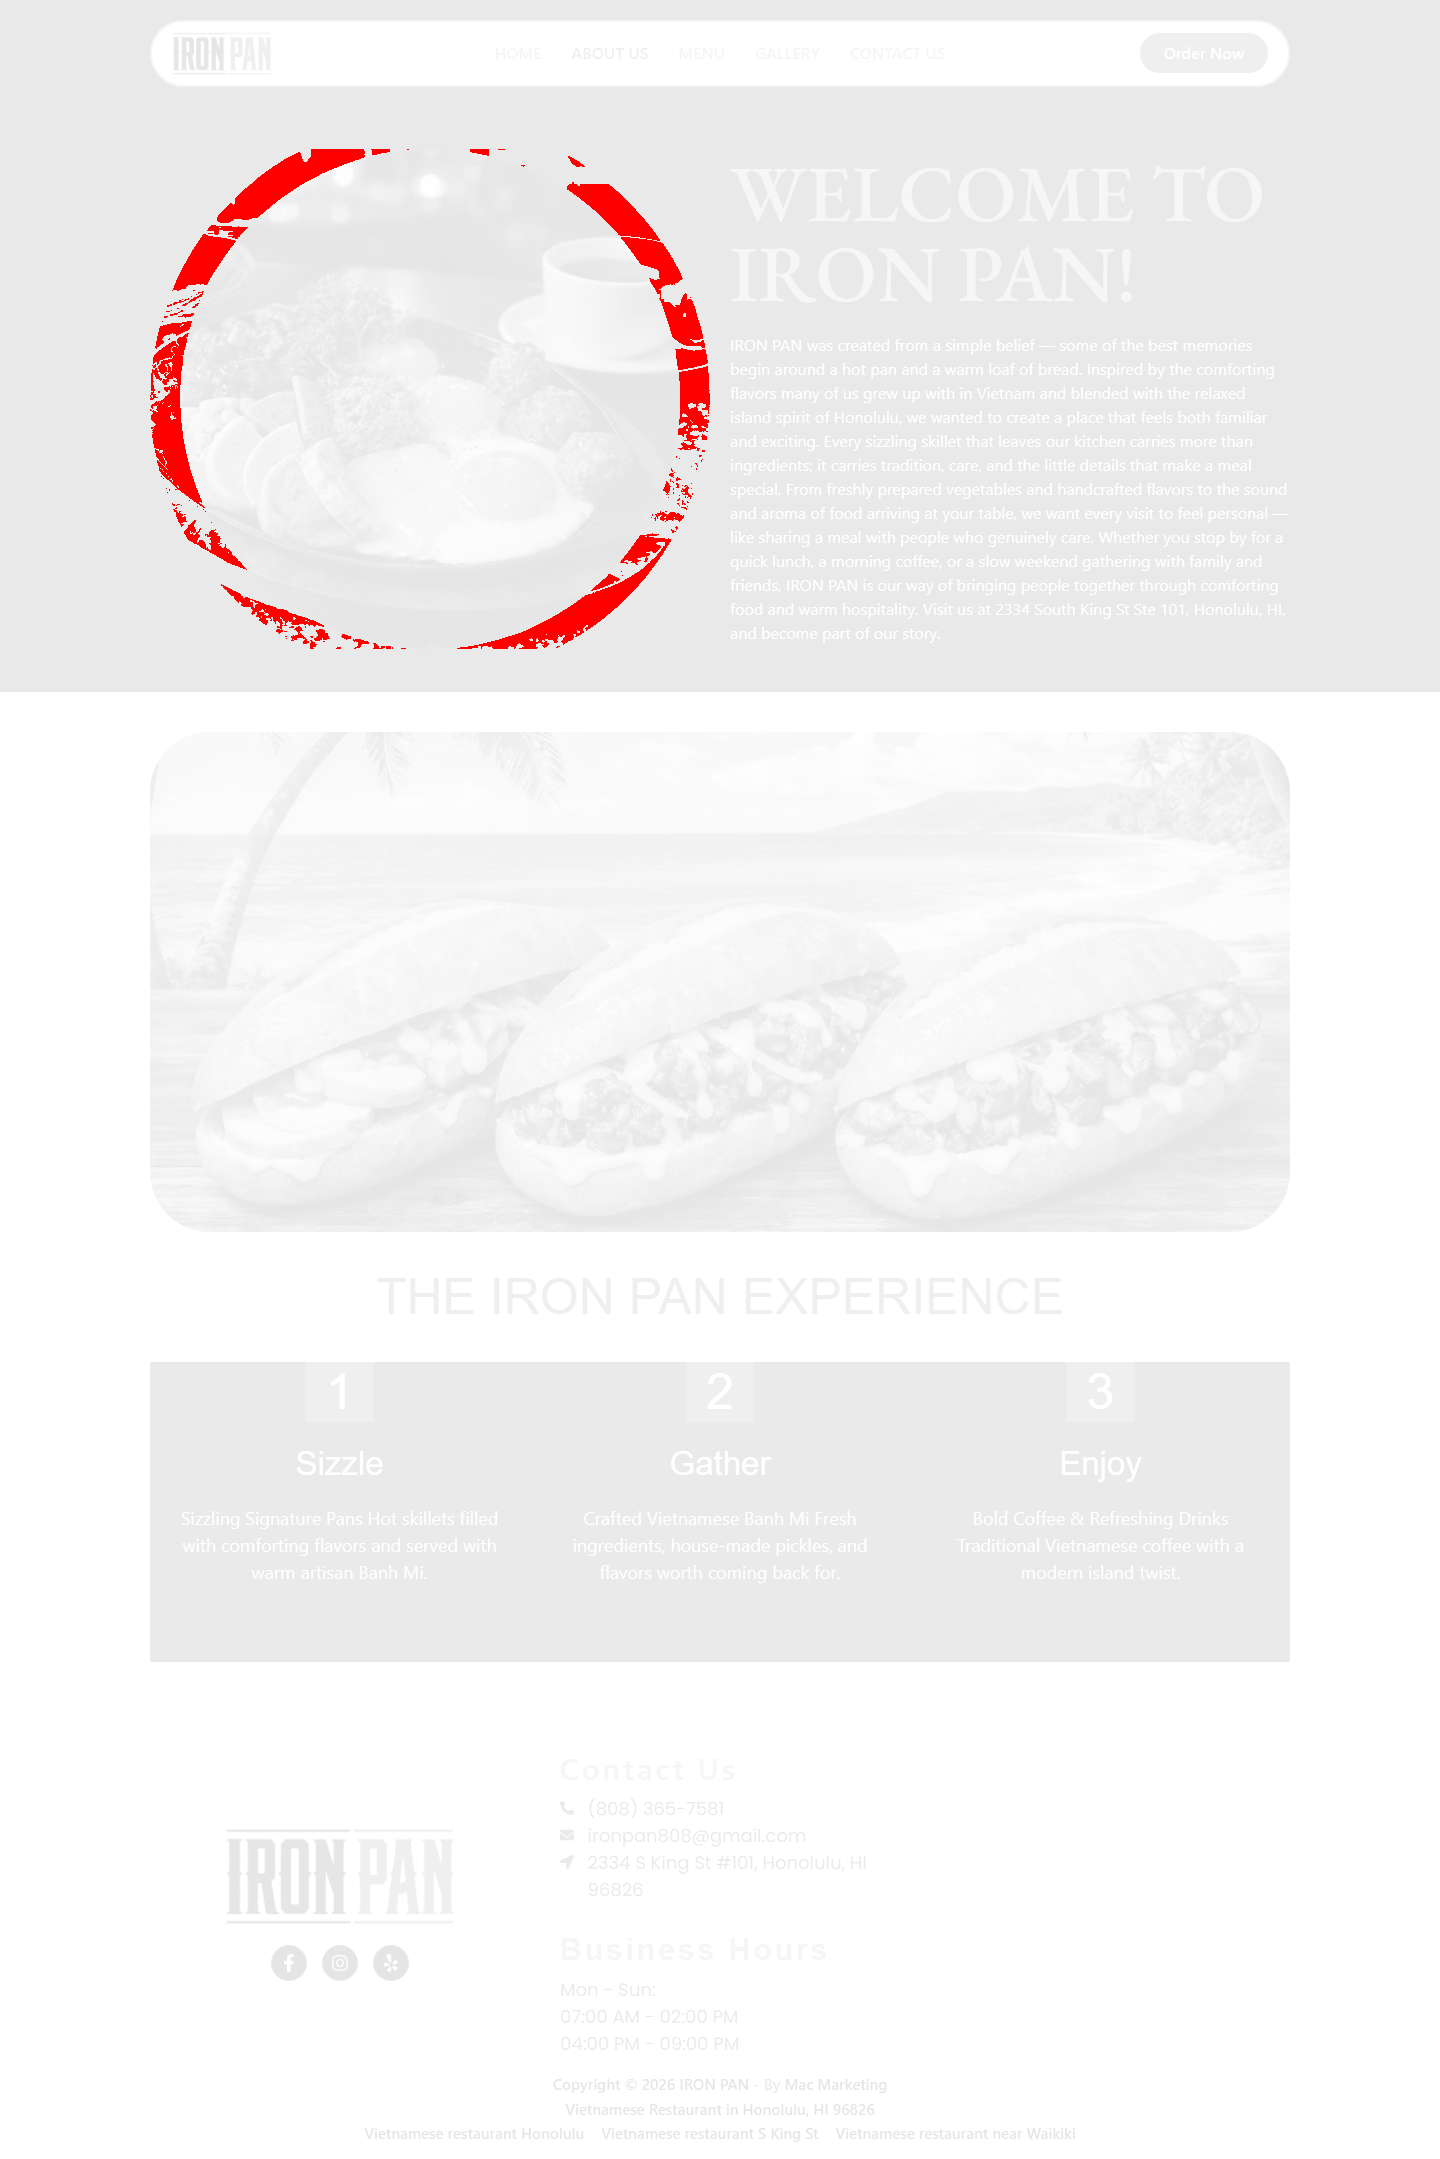 IRON PAN
HOME
ABOUT US
MENU
GALLERY
CONTACT US
Order Now
WELCOME TO
IRON PAN!
IRON PAN was created from a simple belief — some of the best memories
begin around a hot pan and a warm loaf of bread. Inspired by the comforting
flavors many of us grew up with in Vietnam and blended with the relaxed
island spirit of Honolulu, we wanted to create a place that feels both familiar
and exciting. Every sizzling skillet that leaves our kitchen carries more than
ingredients; it carries tradition, care, and the little details that make a meal
special. From freshly prepared vegetables and handcrafted flavors to the sound
and aroma of food arriving at your table, we want every visit to feel personal —
like sharing a meal with people who genuinely care. Whether you stop by for a
quick lunch, a morning coffee, or a slow weekend gathering with family and
friends, IRON PAN is our way of bringing people together through comforting
food and warm hospitality. Visit us at 2334 South King St Ste 101, Honolulu, HI,
and become part of our story.
THE IRON PAN EXPERIENCE
1
Sizzle
Sizzling Signature Pans Hot skillets filled
with comforting flavors and served with
warm artisan Banh Mi.
2
Gather
Crafted Vietnamese Banh Mi Fresh
ingredients, house-made pickles, and
flavors worth coming back for.
3
Enjoy
Bold Coffee & Refreshing Drinks
Traditional Vietnamese coffee with a
modern island twist.
IRON PAN
Contact Us
(808) 365-7581
ironpan808@gmail.com
2334 S King St #101, Honolulu, HI
96826
Business Hours
Mon - Sun:
07:00 AM - 02:00 PM
04:00 PM - 09:00 PM
Copyright © 2026 IRON PAN - By Mac Marketing
Vietnamese Restaurant in Honolulu, HI 96826
Vietnamese restaurant Honolulu Vietnamese restaurant S King St Vietnamese restaurant near Waikiki